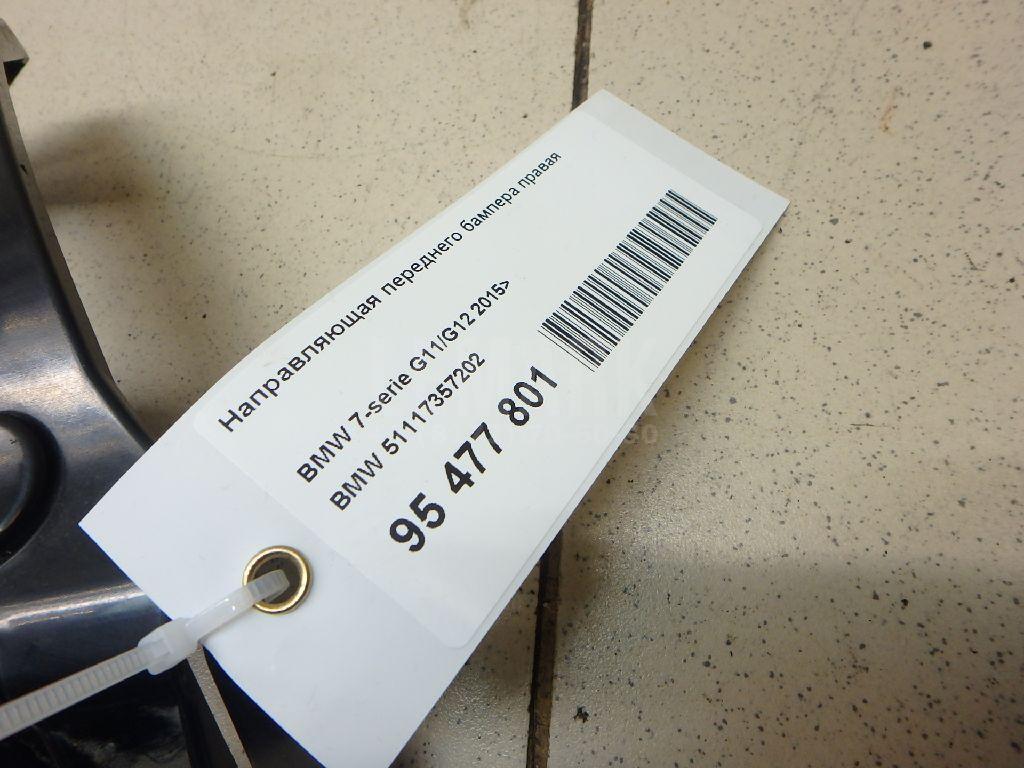 Направляющая переднего бампера правая
BMW 7-serie G11/G12 2015>
BMW 51117357202
95 477 801